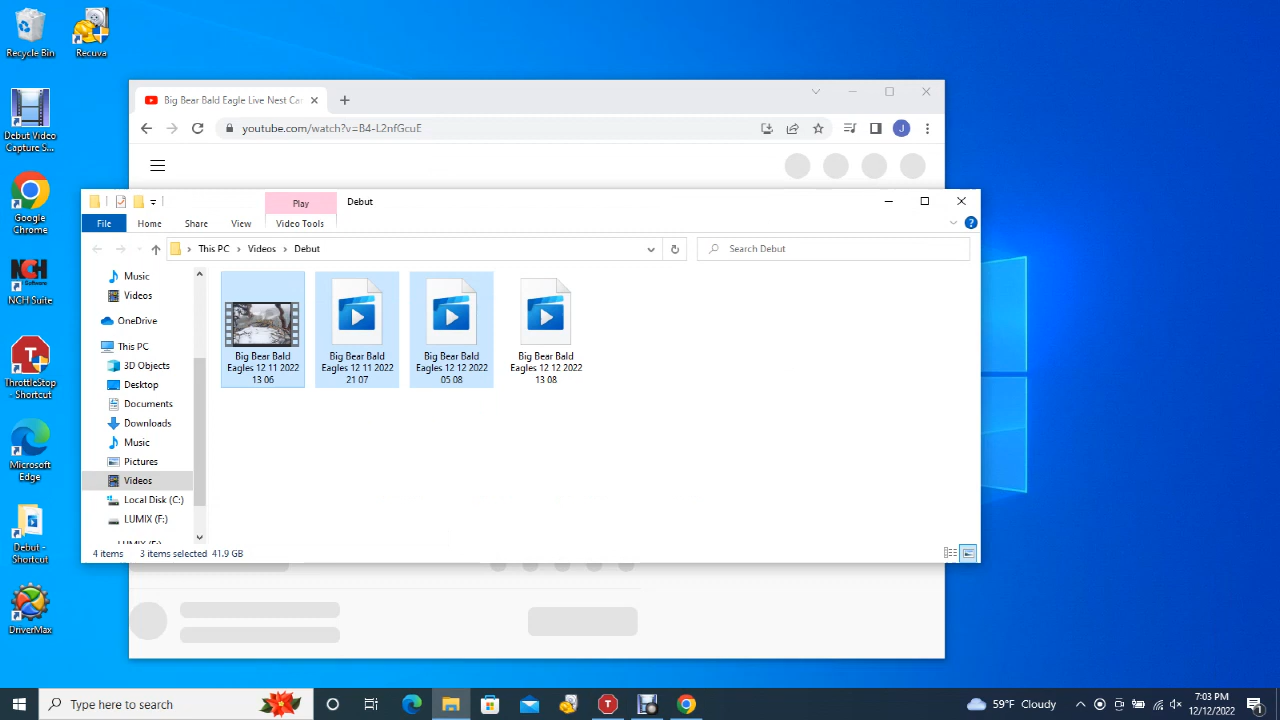 Recycle Bin
Recuva
Debut Video
Capture S...
Google
Chrome
NCH
Software
NCH Suite
ThrottleStop
- Shortcut
Microsoft
Edge
Debut -
Shortcut
DriverMax
Big Bear Bald Eagle Live Nest Ca
youtube.com/watch?v=B4-L2nfGcuE
J
Play
Debut
File
Home
Share
View
Video Tools
This PC > Videos > Debut
Search Debut
Music
Videos
OneDrive
This PC
3D Objects
Desktop
Documents
Downloads
Music
Pictures
Videos
Local Disk (C:)
LUMIX (F:)
Big Bear Bald
Eagles 12 11 2022
13 06
Big Bear Bald
Eagles 12 11 2022
21 07
Big Bear Bald
Eagles 12 12 2022
05 08
Big Bear Bald
Eagles 12 12 2022
13 08
4 items 3 items selected 41.9 GB
Type here to search
T
59°F Cloudy
7:03 PM
12/12/2022
1